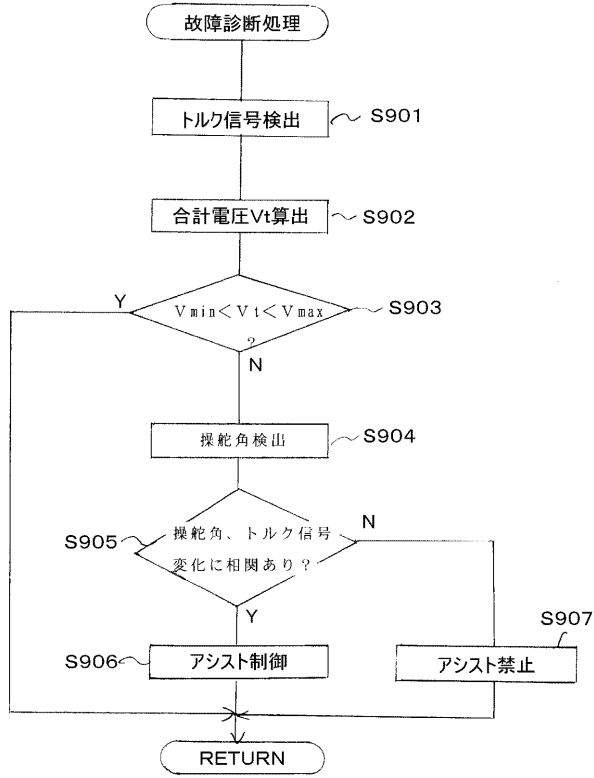 故障診断処理
トルク信号検出
S901
合計電圧Vt算出
S902
Y
Vmin<Vt<Vmax
?
S903
N
操舵角検出
S904
S905
操舵角、トルク信号
変化に相関あり?
N
Y
S906
アシスト制御
S907
アシスト禁止
RETURN